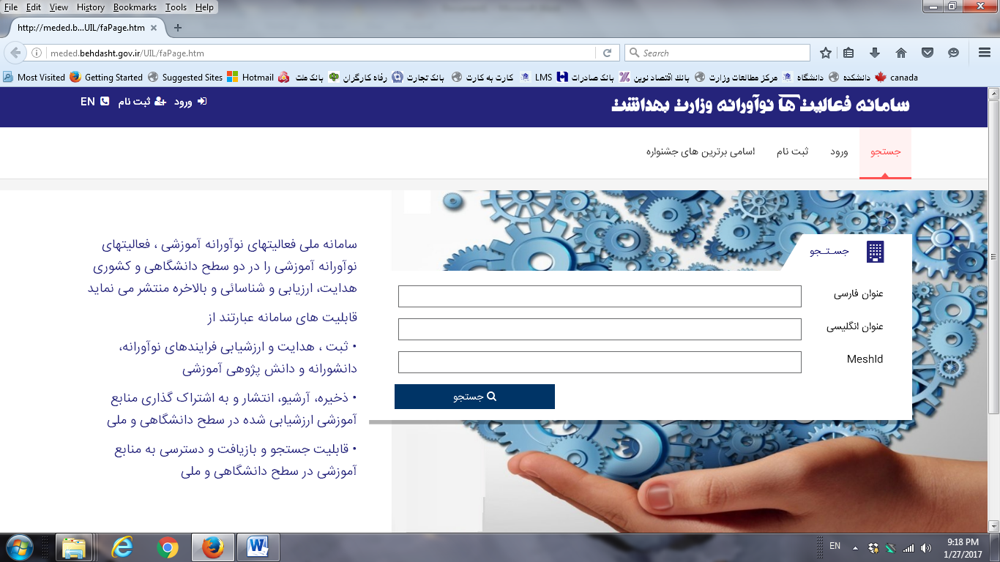 File Edit View History Bookmarks Tools Help
http://meded.b...UIL/faPage.htm
meded.behdasht.gov.ir/UIL/faPage.htm
Search
Most Visited Getting Started Suggested Sites Hotmail بانک ملت رفاه کارگران بانک تجارت کارت به کارت LMS بانک صادرات بانک اقتصاد نوین مرکز مطالعات وزارت دانشگاه دانشکده canada
سامانه فعالیت ها نوآورانه وزارت بهداشت
ورود ثبت نام EN
جستجو ورود ثبت نام اسامی برترین های جشنواره
جستجو
عنوان فارسی
عنوان انگلیسی
MeshId
جستجو
سامانه ملی فعالیتهای نوآورانه آموزشی ، فعالیتهای
نوآورانه آموزشی را در دو سطح دانشگاهی و کشوری
هدایت، ارزیابی و شناسائی و بالاخره منتشر می نماید
قابلیت های سامانه عبارتند از
• ثبت ، هدایت و ارزشیابی فرایندهای نوآورانه،
دانشورانه و دانش پژوهی آموزشی
• ذخیره، آرشیو، انتشار و به اشتراک گذاری منابع
آموزشی ارزشیابی شده در سطح دانشگاهی و ملی
• قابلیت جستجو و بازیافت و دسترسی به منابع
آموزشی در سطح دانشگاهی و ملی
EN
9:18 PM
1/27/2017